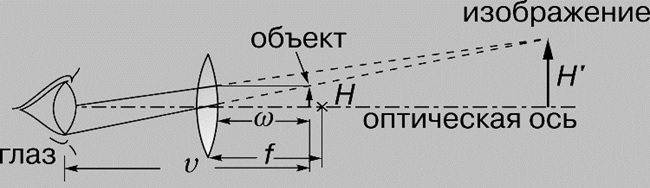 изображение
объект
H
H'
ω
оптическая ось
глаз
υ
f